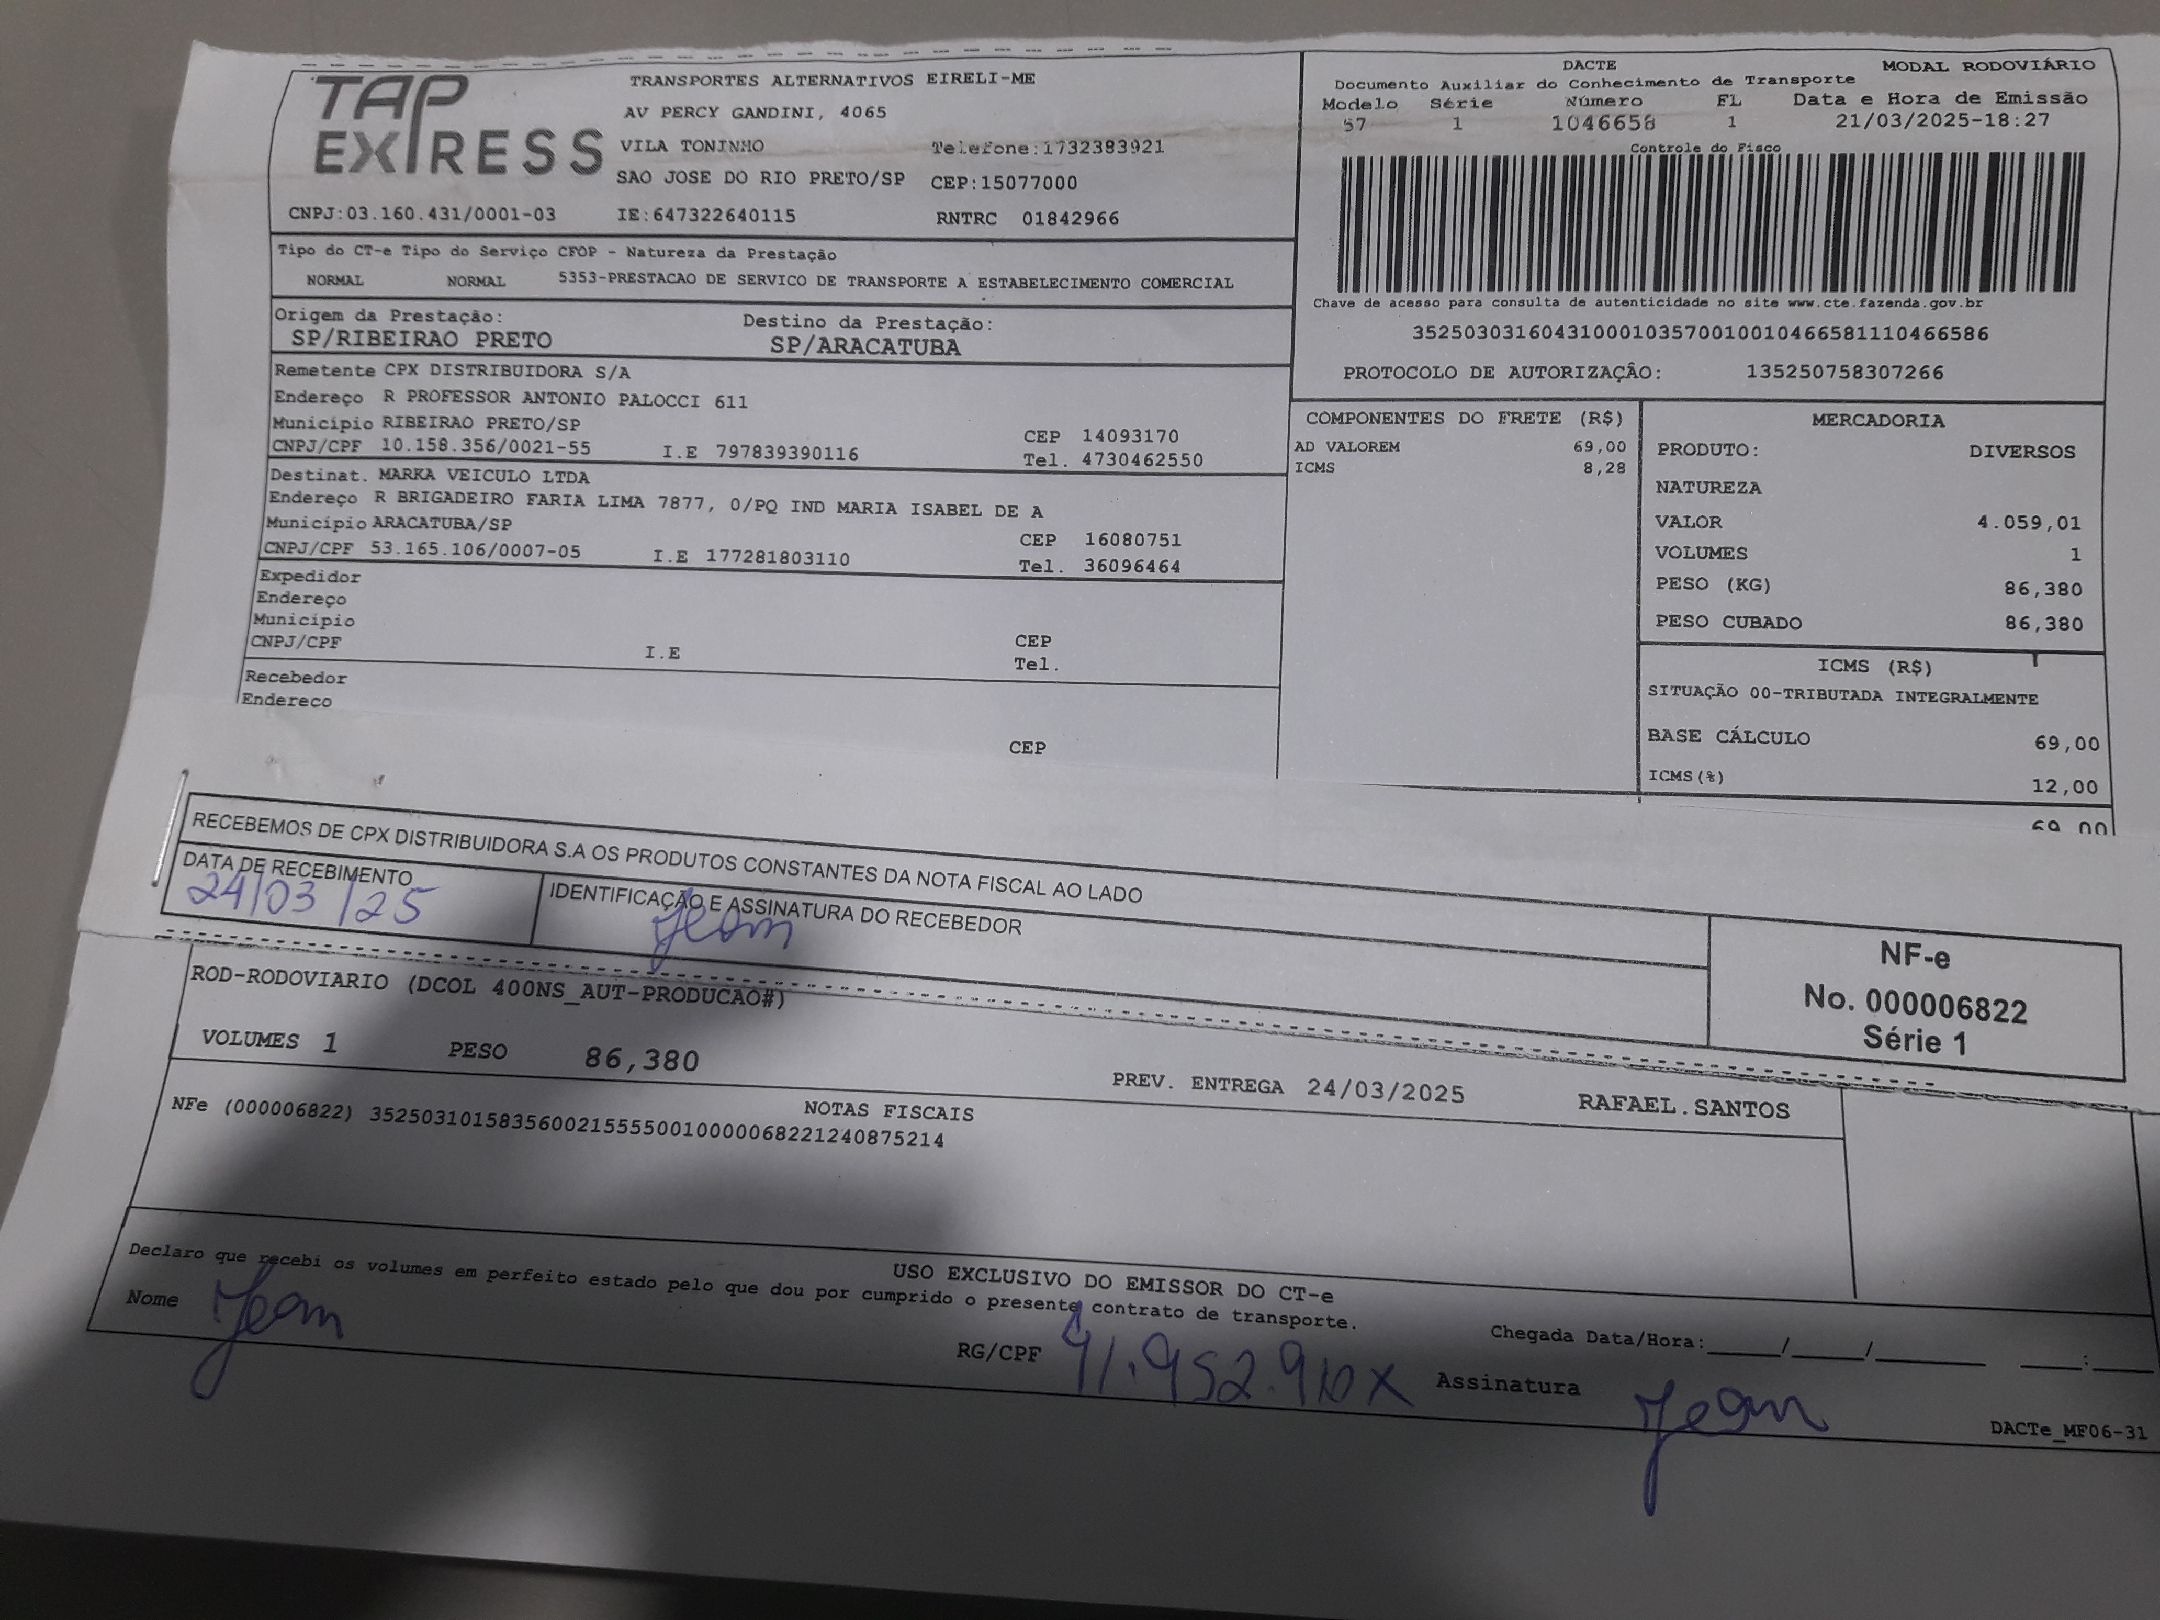 TAP EXPRESS
TRANSPORTES ALTERNATIVOS EIRELI-ME
AV PERCY GANDINI, 4065
VILA TONINHO Telefone:1732383921
SAO JOSE DO RIO PRETO/SP CEP:15077000
CNPJ:03.160.431/0001-03 IE:647322640115 RNTRC 01842966
DACTE MODAL RODOVIÁRIO
Documento Auxiliar do Conhecimento de Transporte
Modelo Série Número FL Data e Hora de Emissão
57 1 1046658 1 21/03/2025-18:27
Controle do Fisco
Chave de acesso para consulta de autenticidade no site www.cte.fazenda.gov.br
35250303160431000103570010010466581110466586
PROTOCOLO DE AUTORIZAÇÃO: 135250758307266
Tipo do CT-e Tipo do Serviço CFOP - Natureza da Prestação
NORMAL NORMAL 5353-PRESTACAO DE SERVICO DE TRANSPORTE A ESTABELECIMENTO COMERCIAL
Origem da Prestação: Destino da Prestação:
SP/RIBEIRAO PRETO SP/ARACATUBA
Remetente CPX DISTRIBUIDORA S/A
Endereço R PROFESSOR ANTONIO PALOCCI 611
Município RIBEIRAO PRETO/SP CEP 14093170
CNPJ/CPF 10.158.356/0021-55 I.E 797839390116 Tel. 4730462550
Destinat. MARKA VEICULO LTDA
Endereço R BRIGADEIRO FARIA LIMA 7877, 0/PQ IND MARIA ISABEL DE A
Município ARACATUBA/SP CEP 16080751
CNPJ/CPF 53.165.106/0007-05 I.E 177281803110 Tel. 36096464
Expedidor
Endereço
Município CEP
CNPJ/CPF I.E Tel.
Recebedor
Endereço
CEP
COMPONENTES DO FRETE (R$)
AD VALOREM 69,00
ICMS 8,28
MERCADORIA
PRODUTO: DIVERSOS
NATUREZA
VALOR 4.059,01
VOLUMES 1
PESO (KG) 86,380
PESO CUBADO 86,380
ICMS (R$)
SITUAÇÃO 00-TRIBUTADA INTEGRALMENTE
BASE CÁLCULO 69,00
ICMS(%) 12,00
69,00
RECEBEMOS DE CPX DISTRIBUIDORA S.A OS PRODUTOS CONSTANTES DA NOTA FISCAL AO LADO
DATA DE RECEBIMENTO IDENTIFICAÇÃO E ASSINATURA DO RECEBEDOR
24/03/25 Jean
NF-e
No. 000006822
Série 1
ROD-RODOVIARIO (DCOL 400NS_AUT-PRODUCAO#)
VOLUMES 1 PESO 86,380 PREV. ENTREGA 24/03/2025 RAFAEL.SANTOS
NOTAS FISCAIS
NFe (000006822) 35250310158356002155550010000068221240875214
USO EXCLUSIVO DO EMISSOR DO CT-e
Declaro que recebi os volumes em perfeito estado pelo que dou por cumprido o presente contrato de transporte.
Nome Jean RG/CPF Assinatura Jean
Chegada Data/Hora:_____/_____/________ ____:____
DACTe_MF06-31